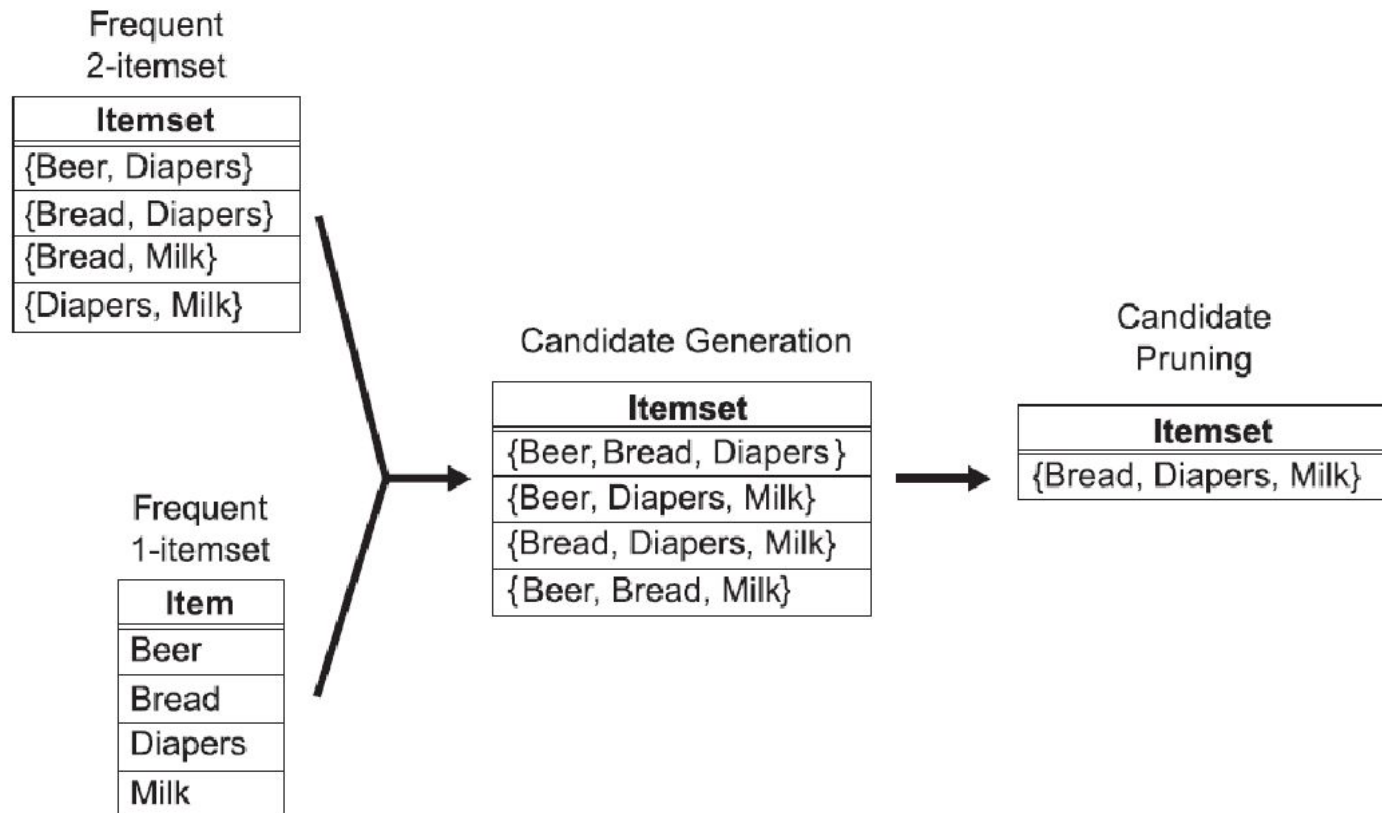 Frequent
2-itemset
Itemset
{Beer, Diapers}
{Bread, Diapers}
{Bread, Milk}
{Diapers, Milk}
Frequent
1-itemset
Item
Beer
Bread
Diapers
Milk
Candidate Generation
Itemset
{Beer, Bread, Diapers}
{Beer, Diapers, Milk}
{Bread, Diapers, Milk}
{Beer, Bread, Milk}
Candidate
Pruning
Itemset
{Bread, Diapers, Milk}